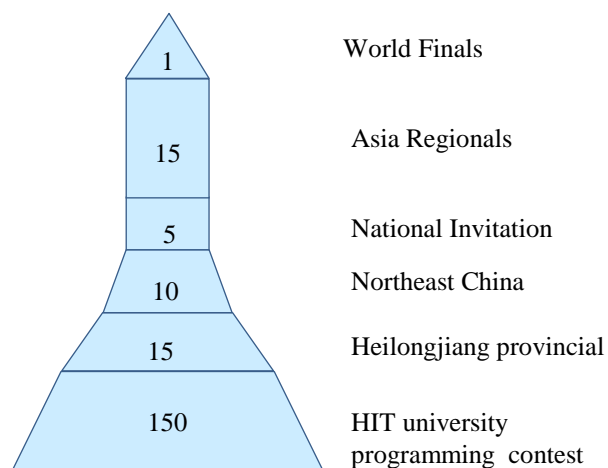 1 World Finals
15 Asia Regionals
5 National Invitation
10 Northeast China
15 Heilongjiang provincial
150 HIT university
programming contest